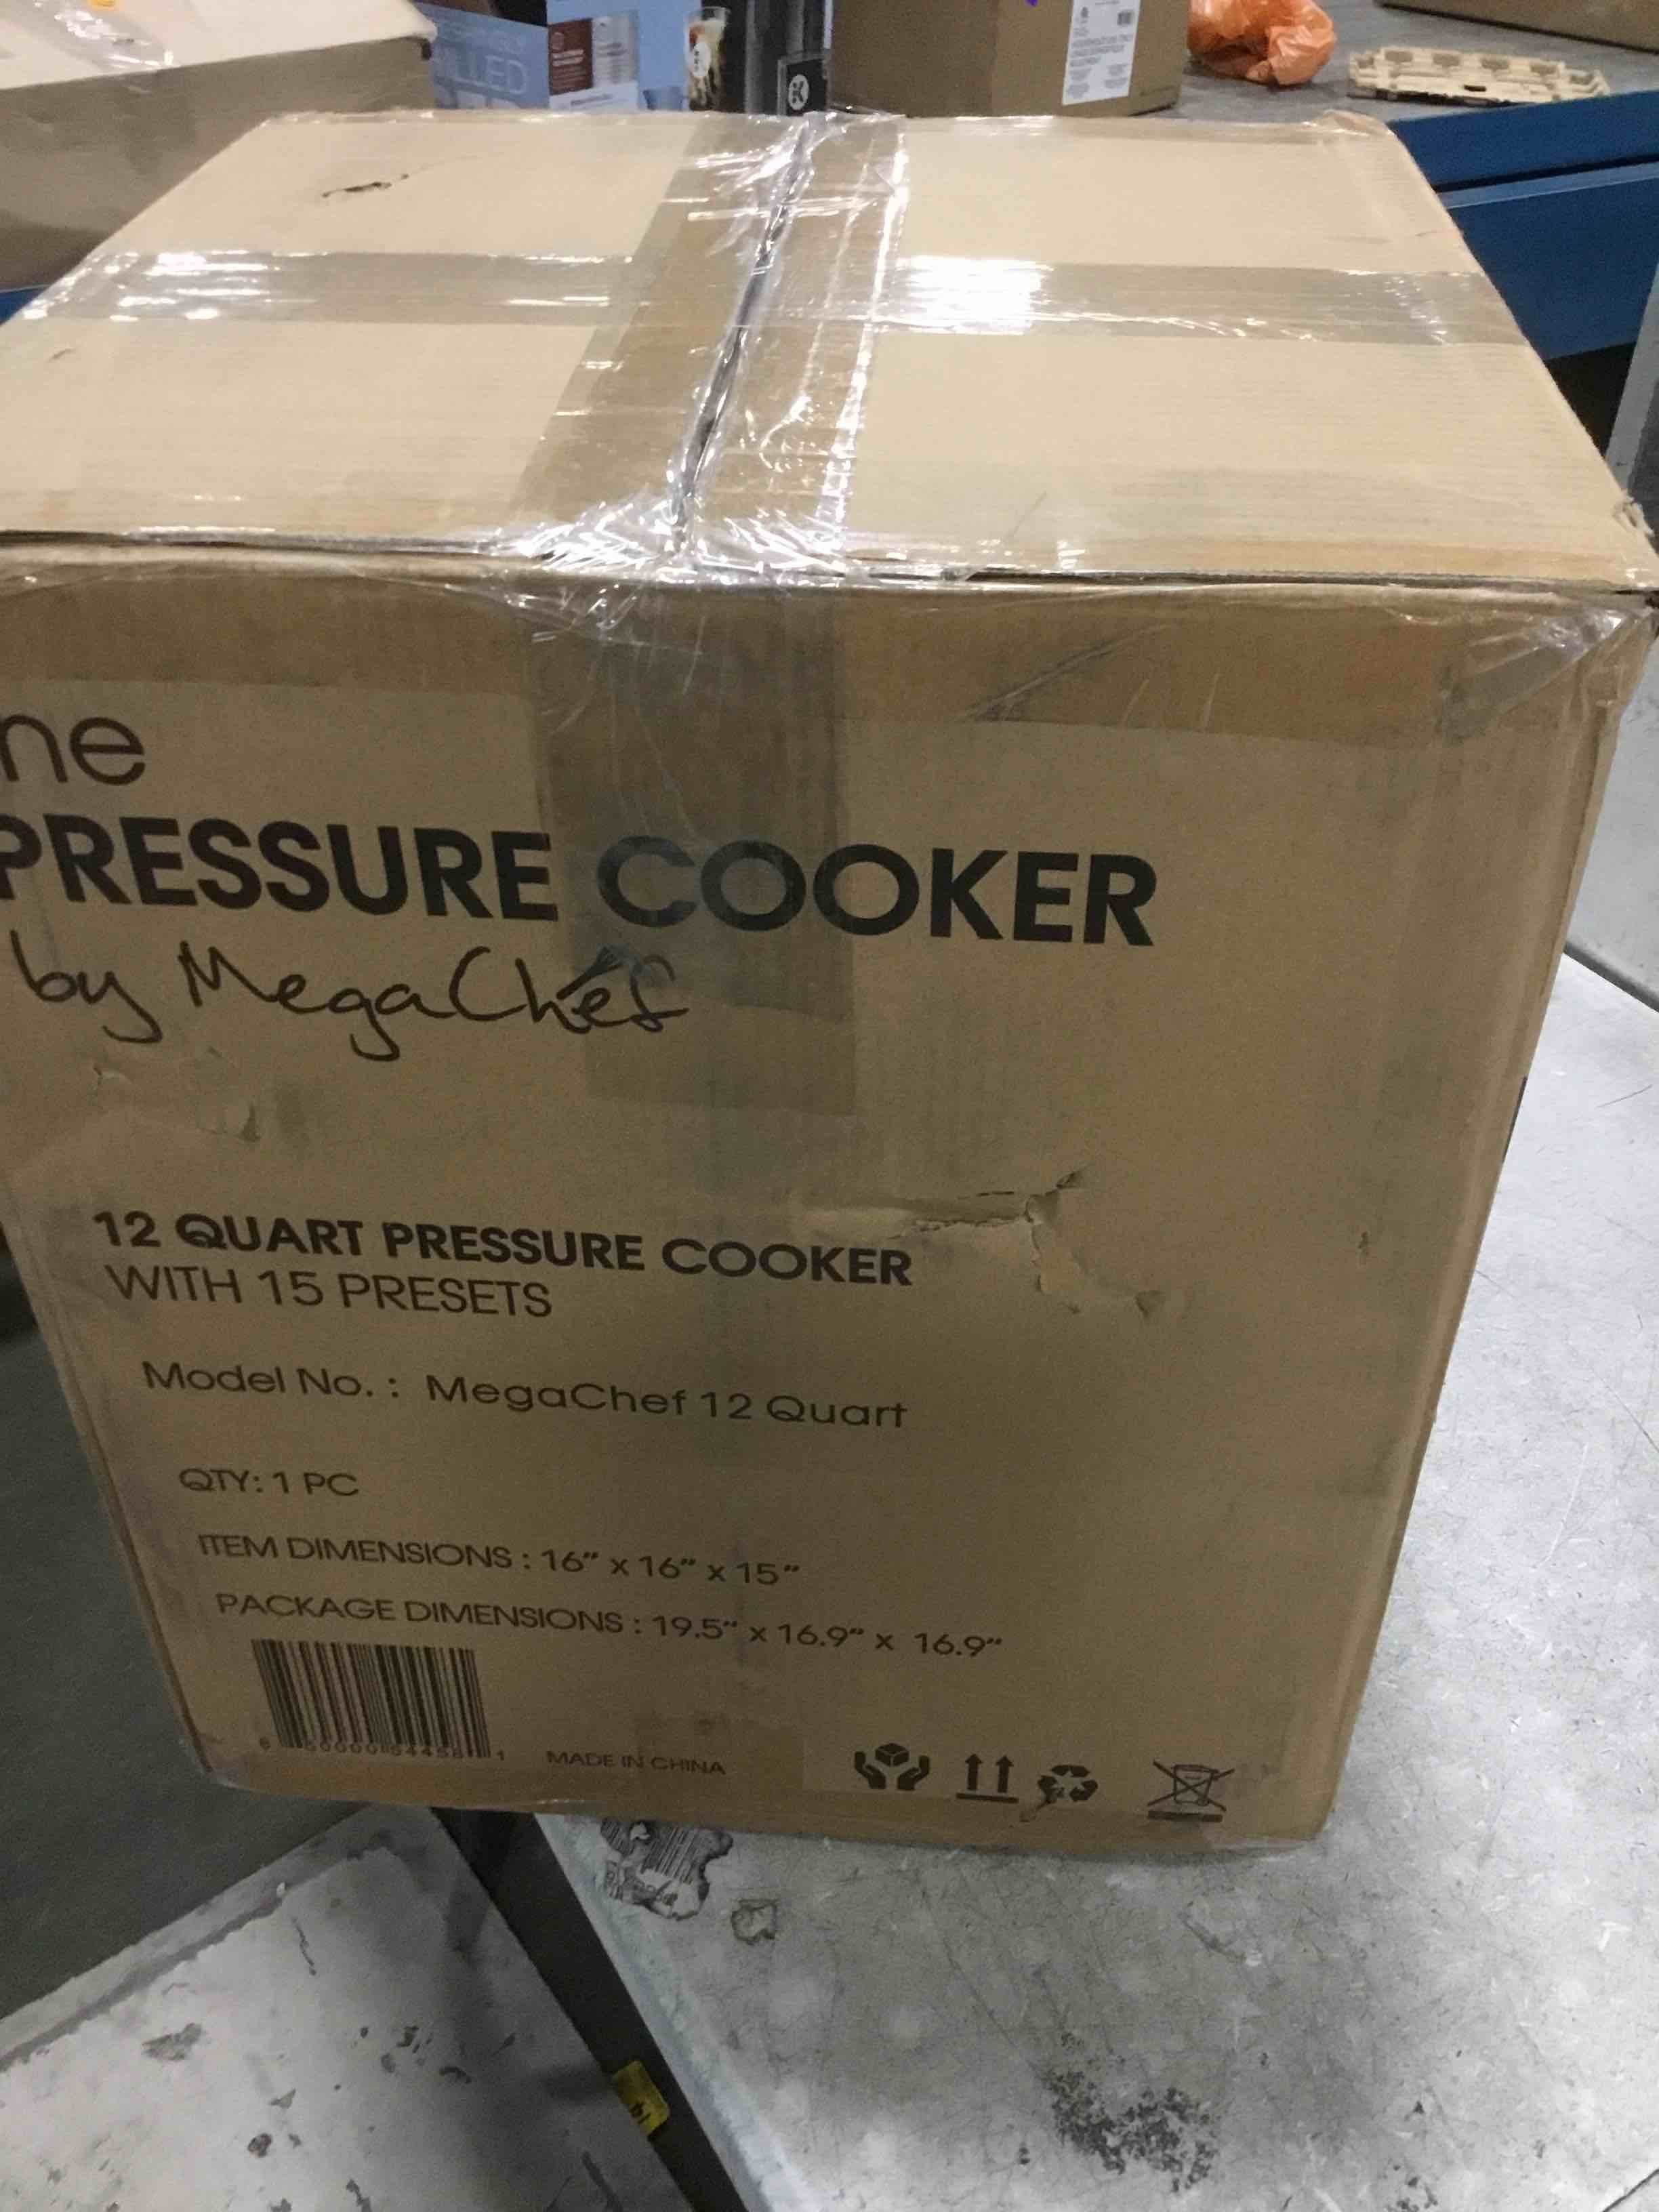 LLED
K
ne
PRESSURE COOKER
by MegaChef
12 QUART PRESSURE COOKER
WITH 15 PRESETS
Model No. : MegaChef 12 Quart
QTY: 1 PC
ITEM DIMENSIONS : 16” x 16” x 15”
PACKAGE DIMENSIONS : 19.5” x 16.9” x 16.9”
MADE IN CHINA